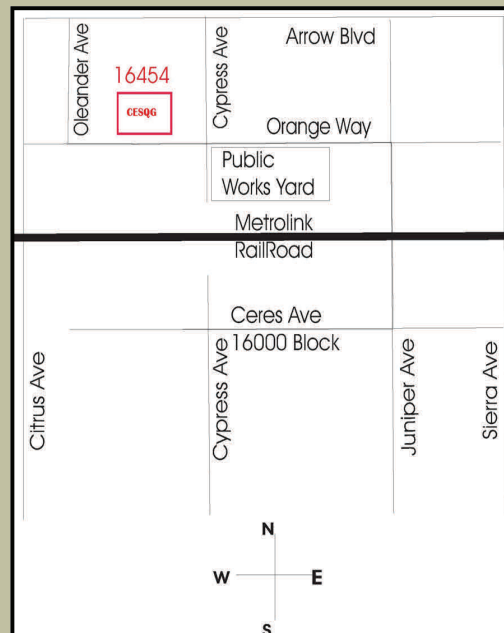 Arrow Blvd
Oleander Ave
16454
CESQG
Cypress Ave
Orange Way
Public
Works Yard
Metrolink
RailRoad
Ceres Ave
16000 Block
Citrus Ave
Cypress Ave
Juniper Ave
Sierra Ave
N
W
E
S